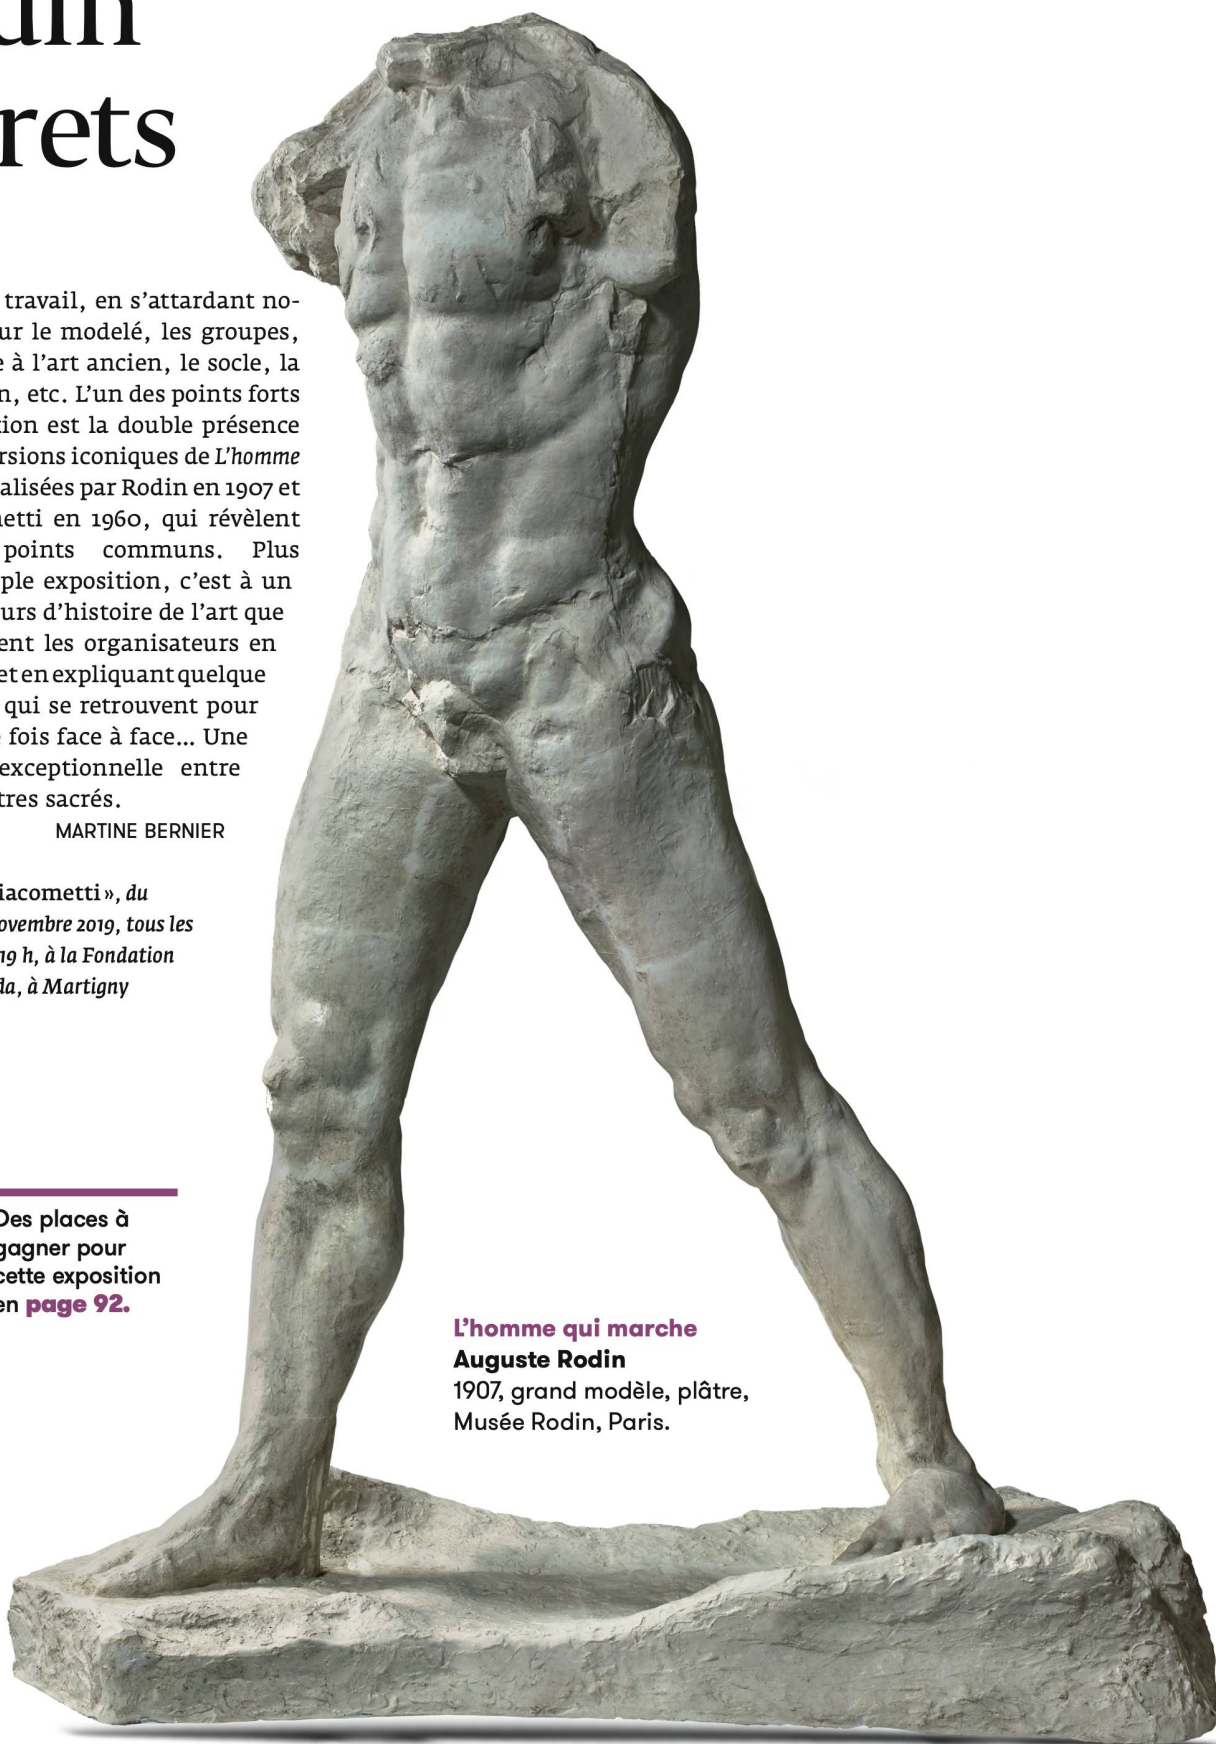 rets
travail, en s’attardant no-
ur le modelé, les groupes,
e à l’art ancien, le socle, la
n, etc. L’un des points forts
tion est la double présence
rsions iconiques de L’homme
alisées par Rodin en 1907 et
netti en 1960, qui révèlent
points communs. Plus
ple exposition, c’est à un
urs d’histoire de l’art que
ent les organisateurs en
et en expliquant quelque
qui se retrouvent pour
e fois face à face… Une
exceptionnelle entre
tres sacrés.
MARTINE BERNIER
iacometti», du
ovembre 2019, tous les
19 h, à la Fondation
da, à Martigny
Des places à
gagner pour
cette exposition
en page 92.
L’homme qui marche
Auguste Rodin
1907, grand modèle, plâtre,
Musée Rodin, Paris.